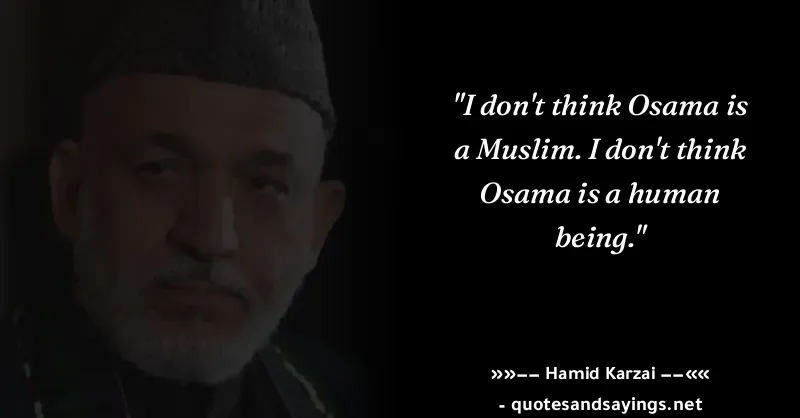 "I don't think Osama is
a Muslim. I don't think
Osama is a human
being."
»»−− Hamid Karzai −−««
- quotesandsayings.net